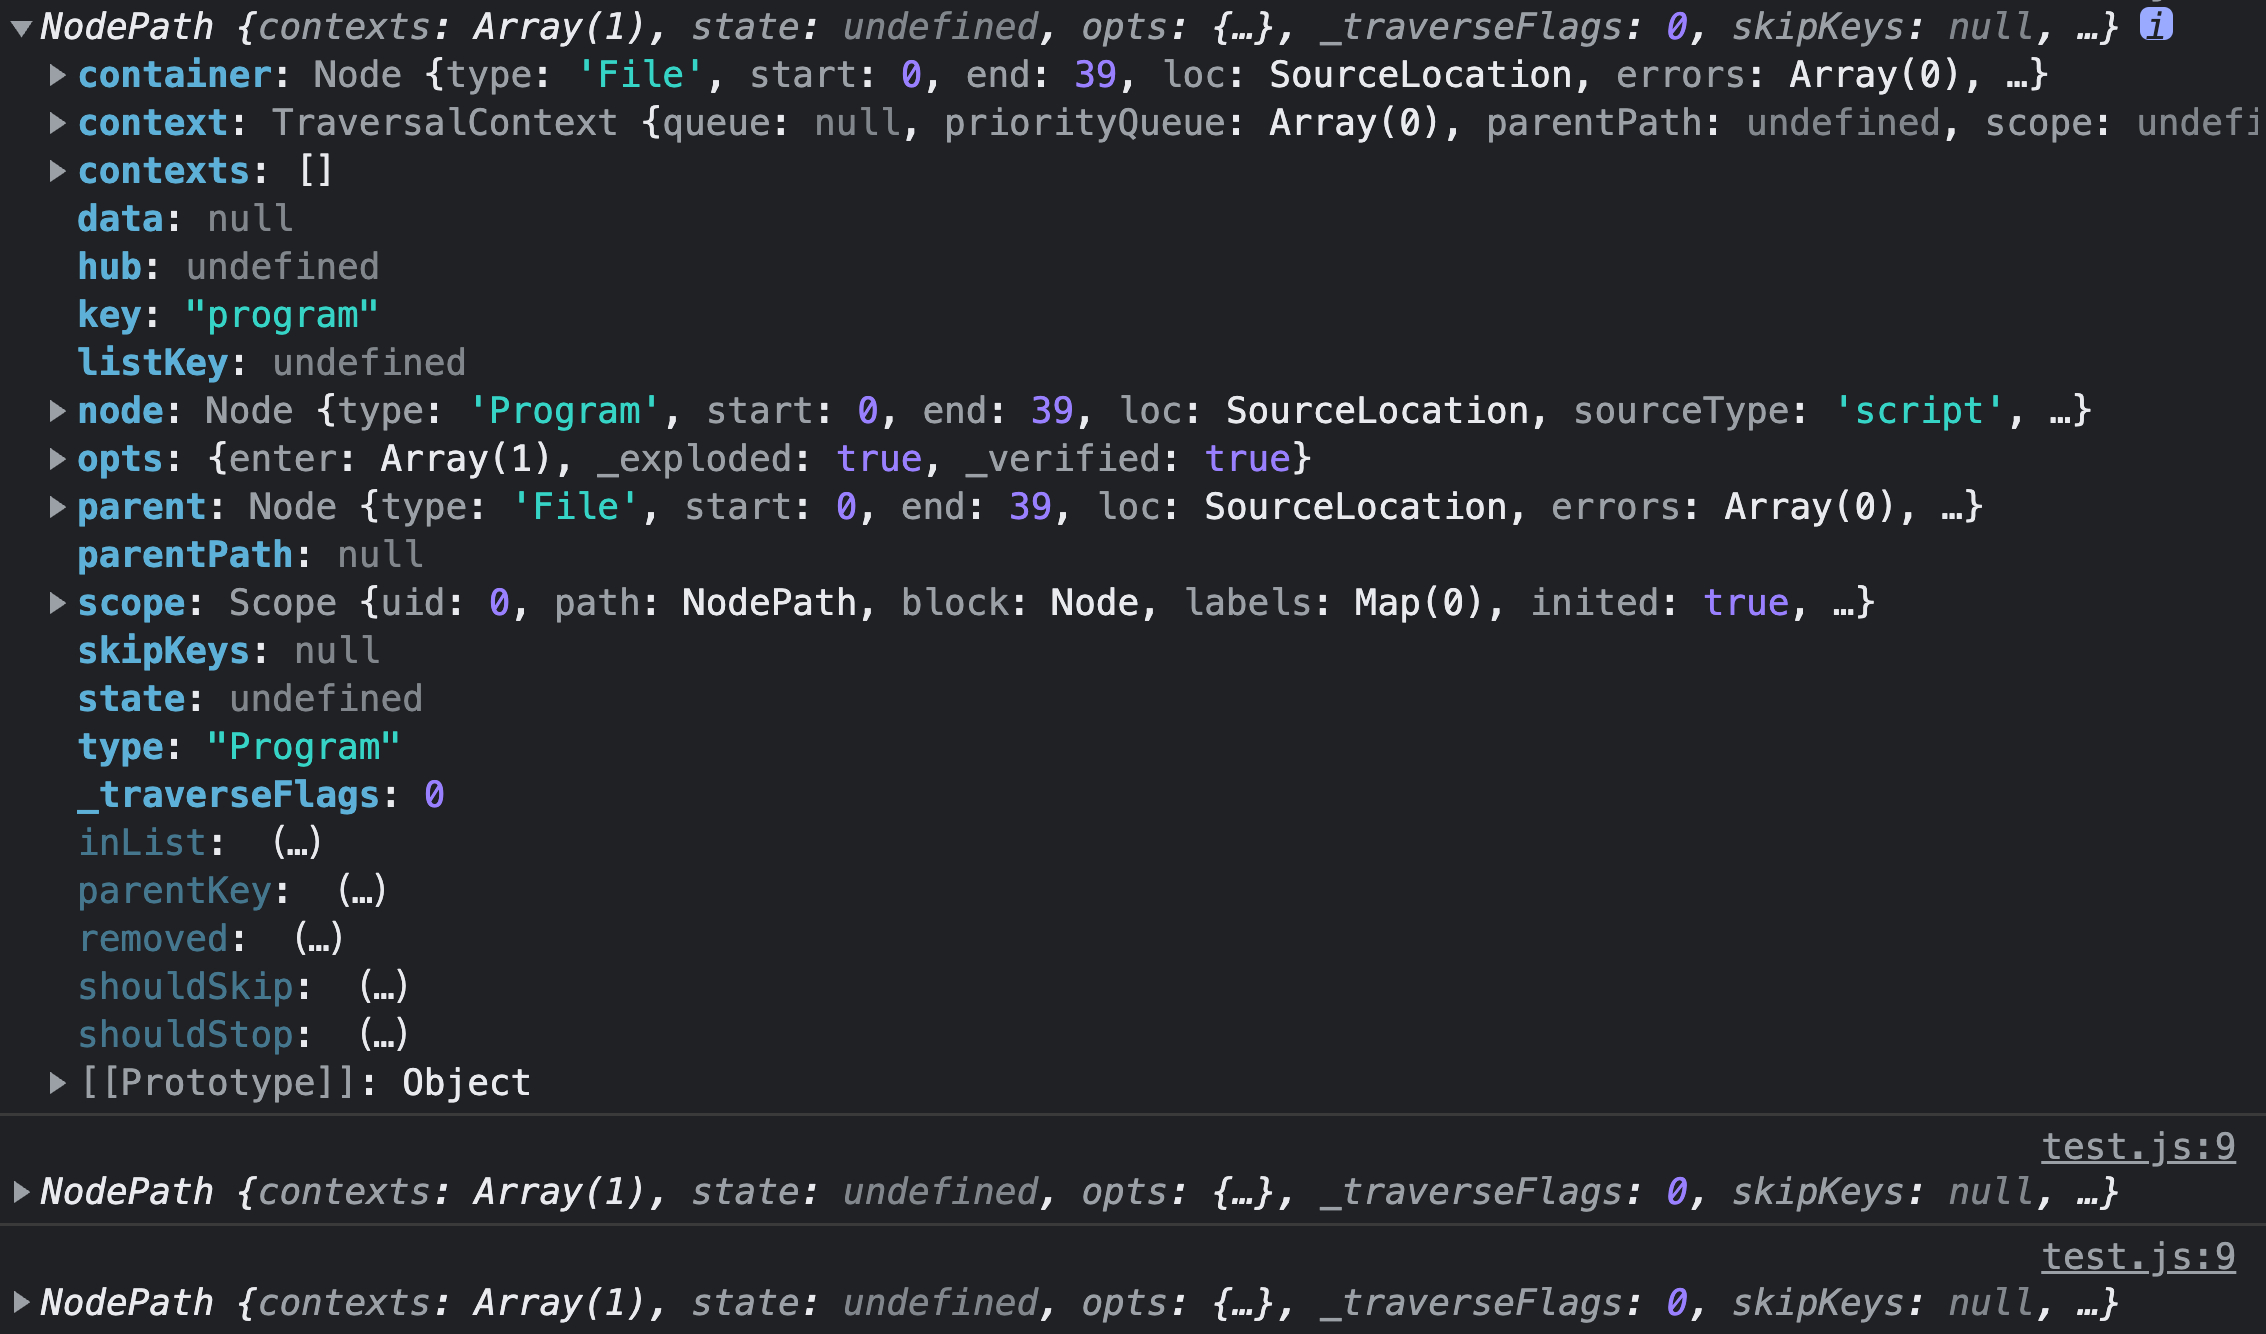 NodePath {contexts: Array(1), state: undefined, opts: {…}, _traverseFlags: 0, skipKeys: null, …} i
container: Node {type: 'File', start: 0, end: 39, loc: SourceLocation, errors: Array(0), …}
context: TraversalContext {queue: null, priorityQueue: Array(0), parentPath: undefined, scope: undefi
contexts: []
data: null
hub: undefined
key: "program"
listKey: undefined
node: Node {type: 'Program', start: 0, end: 39, loc: SourceLocation, sourceType: 'script', …}
opts: {enter: Array(1), _exploded: true, _verified: true}
parent: Node {type: 'File', start: 0, end: 39, loc: SourceLocation, errors: Array(0), …}
parentPath: null
scope: Scope {uid: 0, path: NodePath, block: Node, labels: Map(0), inited: true, …}
skipKeys: null
state: undefined
type: "Program"
_traverseFlags: 0
inList: (…)
parentKey: (…)
removed: (…)
shouldSkip: (…)
shouldStop: (…)
[[Prototype]]: Object
test.js:9
NodePath {contexts: Array(1), state: undefined, opts: {…}, _traverseFlags: 0, skipKeys: null, …}
test.js:9
NodePath {contexts: Array(1), state: undefined, opts: {…}, _traverseFlags: 0, skipKeys: null, …}